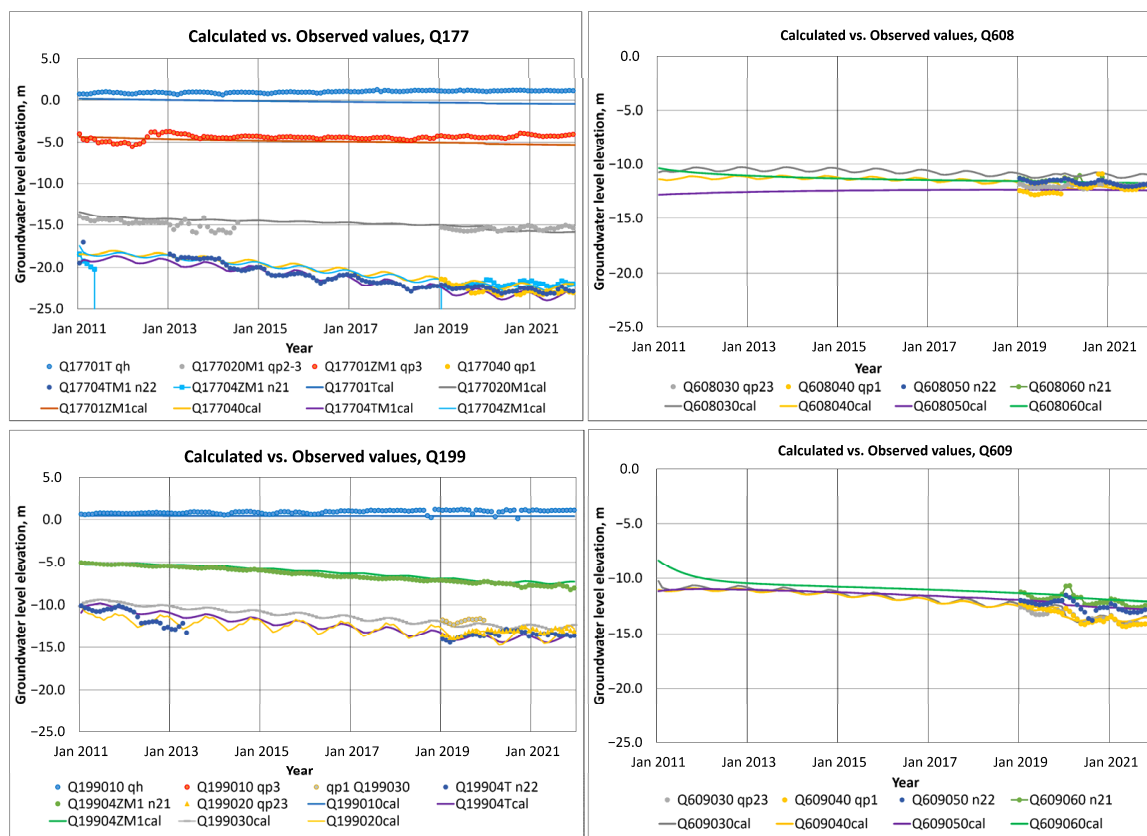 Calculated vs. Observed values, Q177
Groundwater level elevation, m
5.0
0.0
−5.0
−10.0
−15.0
−20.0
−25.0
Jan 2011 Jan 2013 Jan 2015 Jan 2017 Jan 2019 Jan 2021
Year
Q17701T qh Q177020M1 qp2-3 Q17701ZM1 qp3 Q177040 qp1
Q17704TM1 n22 Q17704ZM1 n21 Q17701Tcal Q177020M1cal
Q17701ZM1cal Q177040cal Q17704TM1cal Q17704ZM1cal
Calculated vs. Observed values, Q608
Groundwater level elevation, m
0.0
−5.0
−10.0
−15.0
−20.0
−25.0
Jan 2011 Jan 2013 Jan 2015 Jan 2017 Jan 2019 Jan 2021
Year
Q608030 qp23 Q608040 qp1 Q608050 n22 Q608060 n21
Q608030cal Q608040cal Q608050cal Q608060cal
Calculated vs. Observed values, Q199
Groundwater level elevation, m
5.0
0.0
−5.0
−10.0
−15.0
−20.0
−25.0
Jan 2011 Jan 2013 Jan 2015 Jan 2017 Jan 2019 Jan 2021
Year
Q199010 qh Q199010 qp3 qp1 Q199030 Q19904T n22
Q19904ZM1 n21 Q199020 qp23 Q199010cal Q19904Tcal
Q19904ZM1cal Q199030cal Q199020cal
Calculated vs. Observed values, Q609
Groundwater level elevation, m
0.0
−5.0
−10.0
−15.0
−20.0
−25.0
Jan 2011 Jan 2013 Jan 2015 Jan 2017 Jan 2019 Jan 2021
Year
Q609030 qp23 Q609040 qp1 Q609050 n22 Q609060 n21
Q609030cal Q609040cal Q609050cal Q609060cal